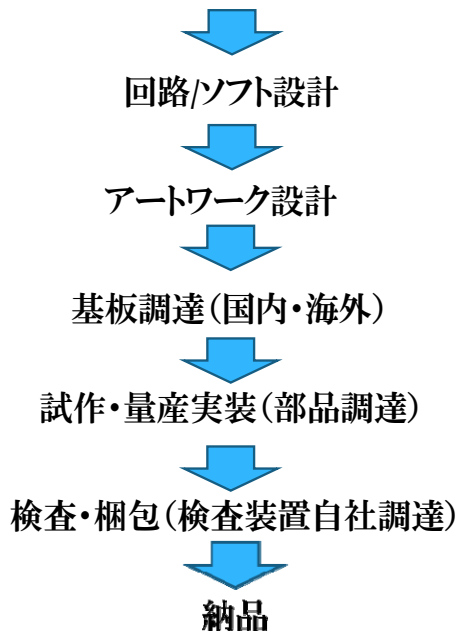 回路/ソフト設計
アートワーク設計
基板調達(国内・海外)
試作・量産実装(部品調達)
検査・梱包(検査装置自社調達)
納品